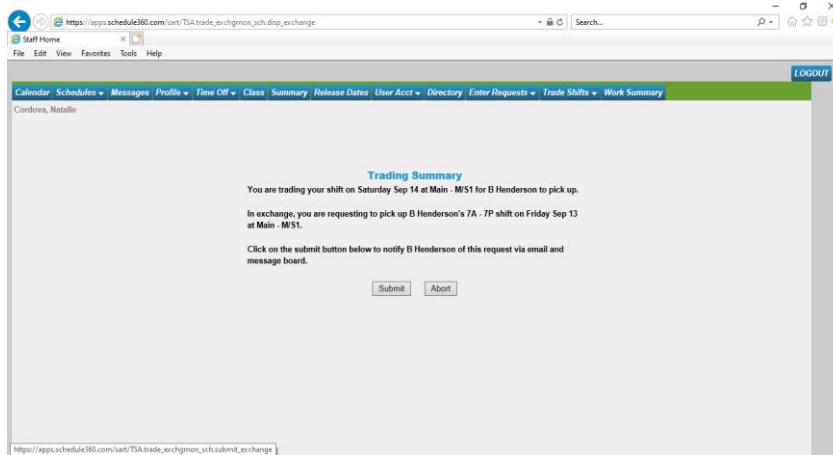 https://apps.schedule360.com/sart/TSA.trade_exchgmon_sch.disp_exchange
Search...
Staff Home
File Edit View Favorites Tools Help
LOGOUT
Calendar Schedules Messages Profile Time Off Class Summary Release Dates User Acct Directory Enter Requests Trade Shifts Work Summary
Cordova, Natalie
Trading Summary
You are trading your shift on Saturday Sep 14 at Main - M/S1 for B Henderson to pick up.
In exchange, you are requesting to pick up B Henderson's 7A - 7P shift on Friday Sep 13
at Main - M/S1.
Click on the submit button below to notify B Henderson of this request via email and
message board.
Submit Abort
https://apps.schedule360.com/sart/TSA.trade_exchgmon_sch.submit_exchange